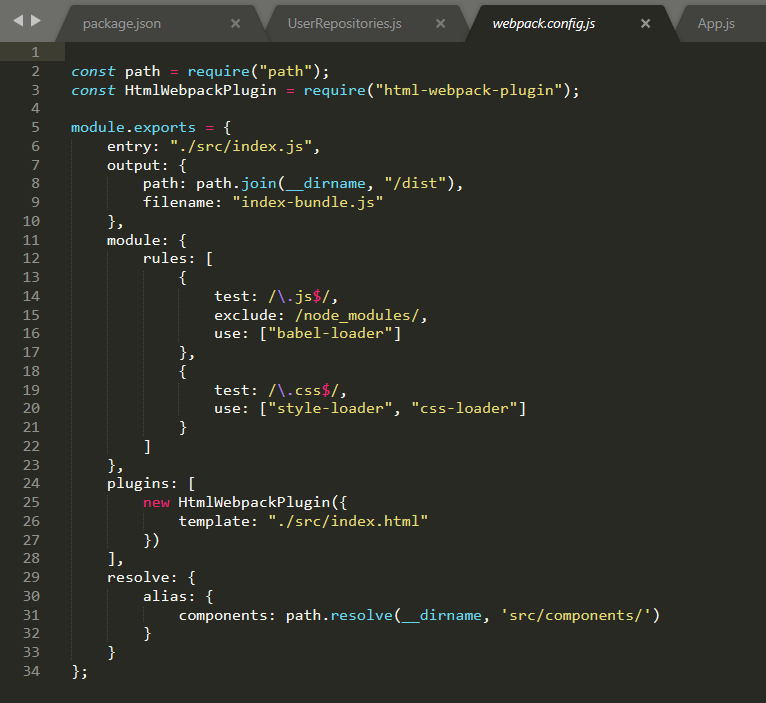 package.json × UserRepositories.js × webpack.config.js × App.js
1
2 const path = require("path");
3 const HtmlWebpackPlugin = require("html-webpack-plugin");
4
5 module.exports = {
6     entry: "./src/index.js",
7     output: {
8         path: path.join(__dirname, "/dist"),
9         filename: "index-bundle.js"
10     },
11     module: {
12         rules: [
13             {
14                 test: /\.js$/,
15                 exclude: /node_modules/,
16                 use: ["babel-loader"]
17             },
18             {
19                 test: /\.css$/,
20                 use: ["style-loader", "css-loader"]
21             }
22         ]
23     },
24     plugins: [
25         new HtmlWebpackPlugin({
26             template: "./src/index.html"
27         })
28     ],
29     resolve: {
30         alias: {
31             components: path.resolve(__dirname, 'src/components/')
32         }
33     }
34 };